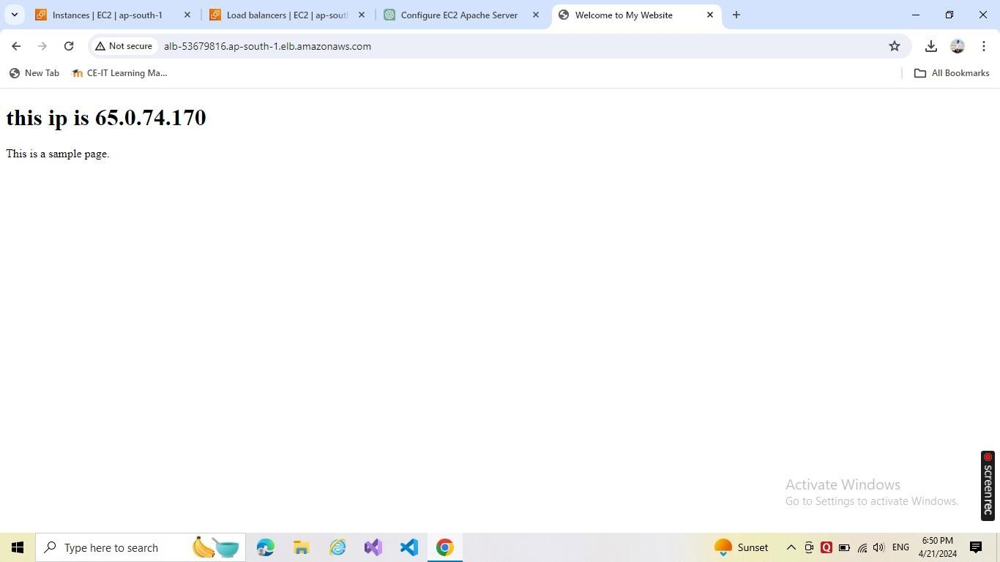 Instances | EC2 | ap-south-1
Load balancers | EC2 | ap-sout
Configure EC2 Apache Server
Welcome to My Website
Not secure
alb-53679816.ap-south-1.elb.amazonaws.com
New Tab
CE-IT Learning Ma...
All Bookmarks
this ip is 65.0.74.170
This is a sample page.
screen rec
Activate Windows
Go to Settings to activate Windows.
Type here to search
Sunset
ENG
6:50 PM
4/21/2024